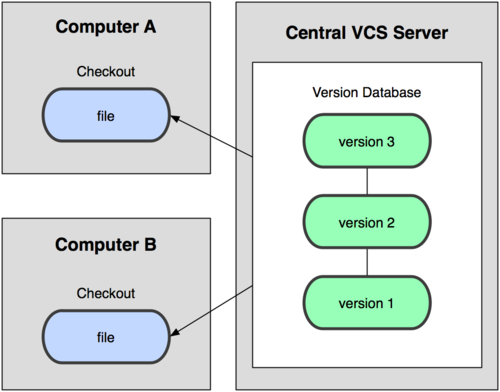 Computer A
Checkout
file
Computer B
Checkout
file
Central VCS Server
Version Database
version 3
version 2
version 1